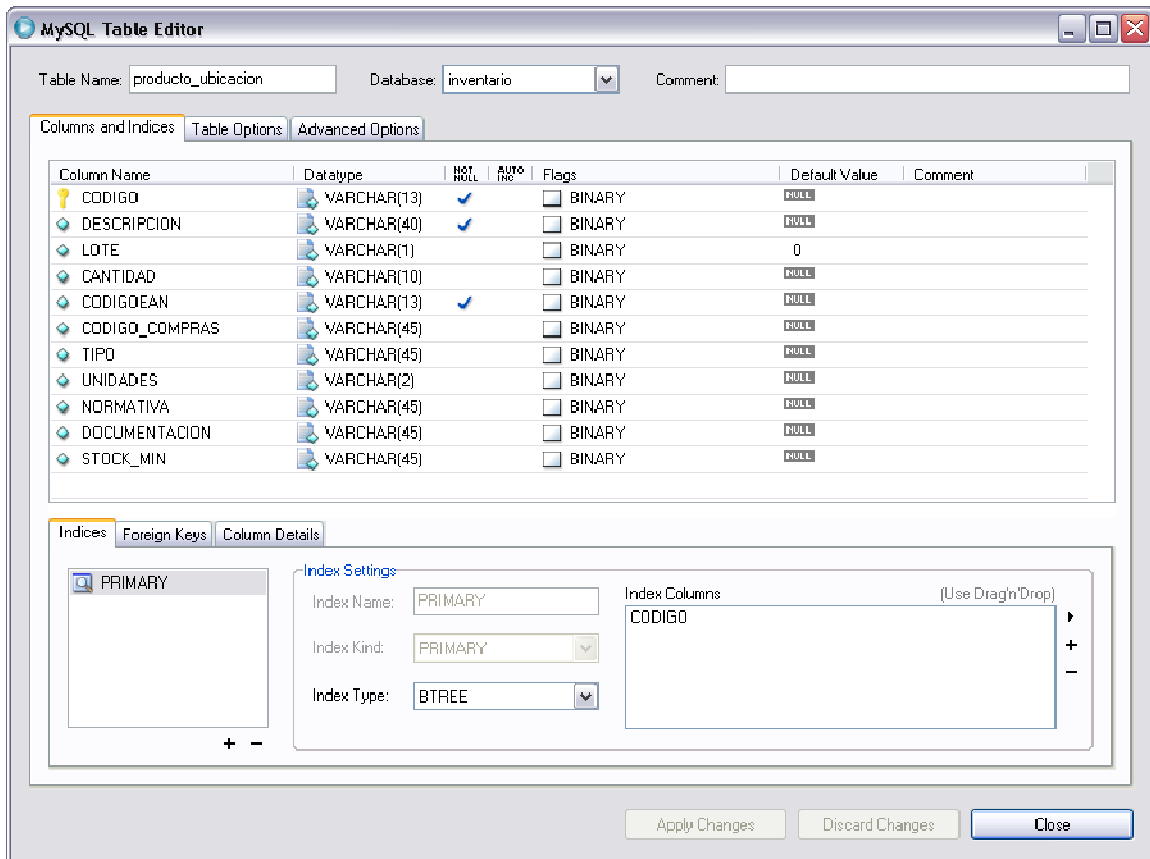 MySQL Table Editor
Table Name: producto_ubicacion Database: inventario Comment:
Columns and Indices Table Options Advanced Options
Column Name Datatype NOT NULL AUTO INC Flags Default Value Comment
CODIGO VARCHAR(13) BINARY NULL
DESCRIPCION VARCHAR(40) BINARY NULL
LOTE VARCHAR(1) BINARY 0
CANTIDAD VARCHAR(10) BINARY NULL
CODIGOEAN VARCHAR(13) BINARY NULL
CODIGO_COMPRAS VARCHAR(45) BINARY NULL
TIPO VARCHAR(45) BINARY NULL
UNIDADES VARCHAR(2) BINARY NULL
NORMATIVA VARCHAR(45) BINARY NULL
DOCUMENTACION VARCHAR(45) BINARY NULL
STOCK_MIN VARCHAR(45) BINARY NULL
Indices Foreign Keys Column Details
PRIMARY
Index Settings
Index Name: PRIMARY
Index Kind: PRIMARY
Index Type: BTREE
Index Columns (Use Drag'n'Drop)
CODIGO
+ -
+ -
Apply Changes Discard Changes Close